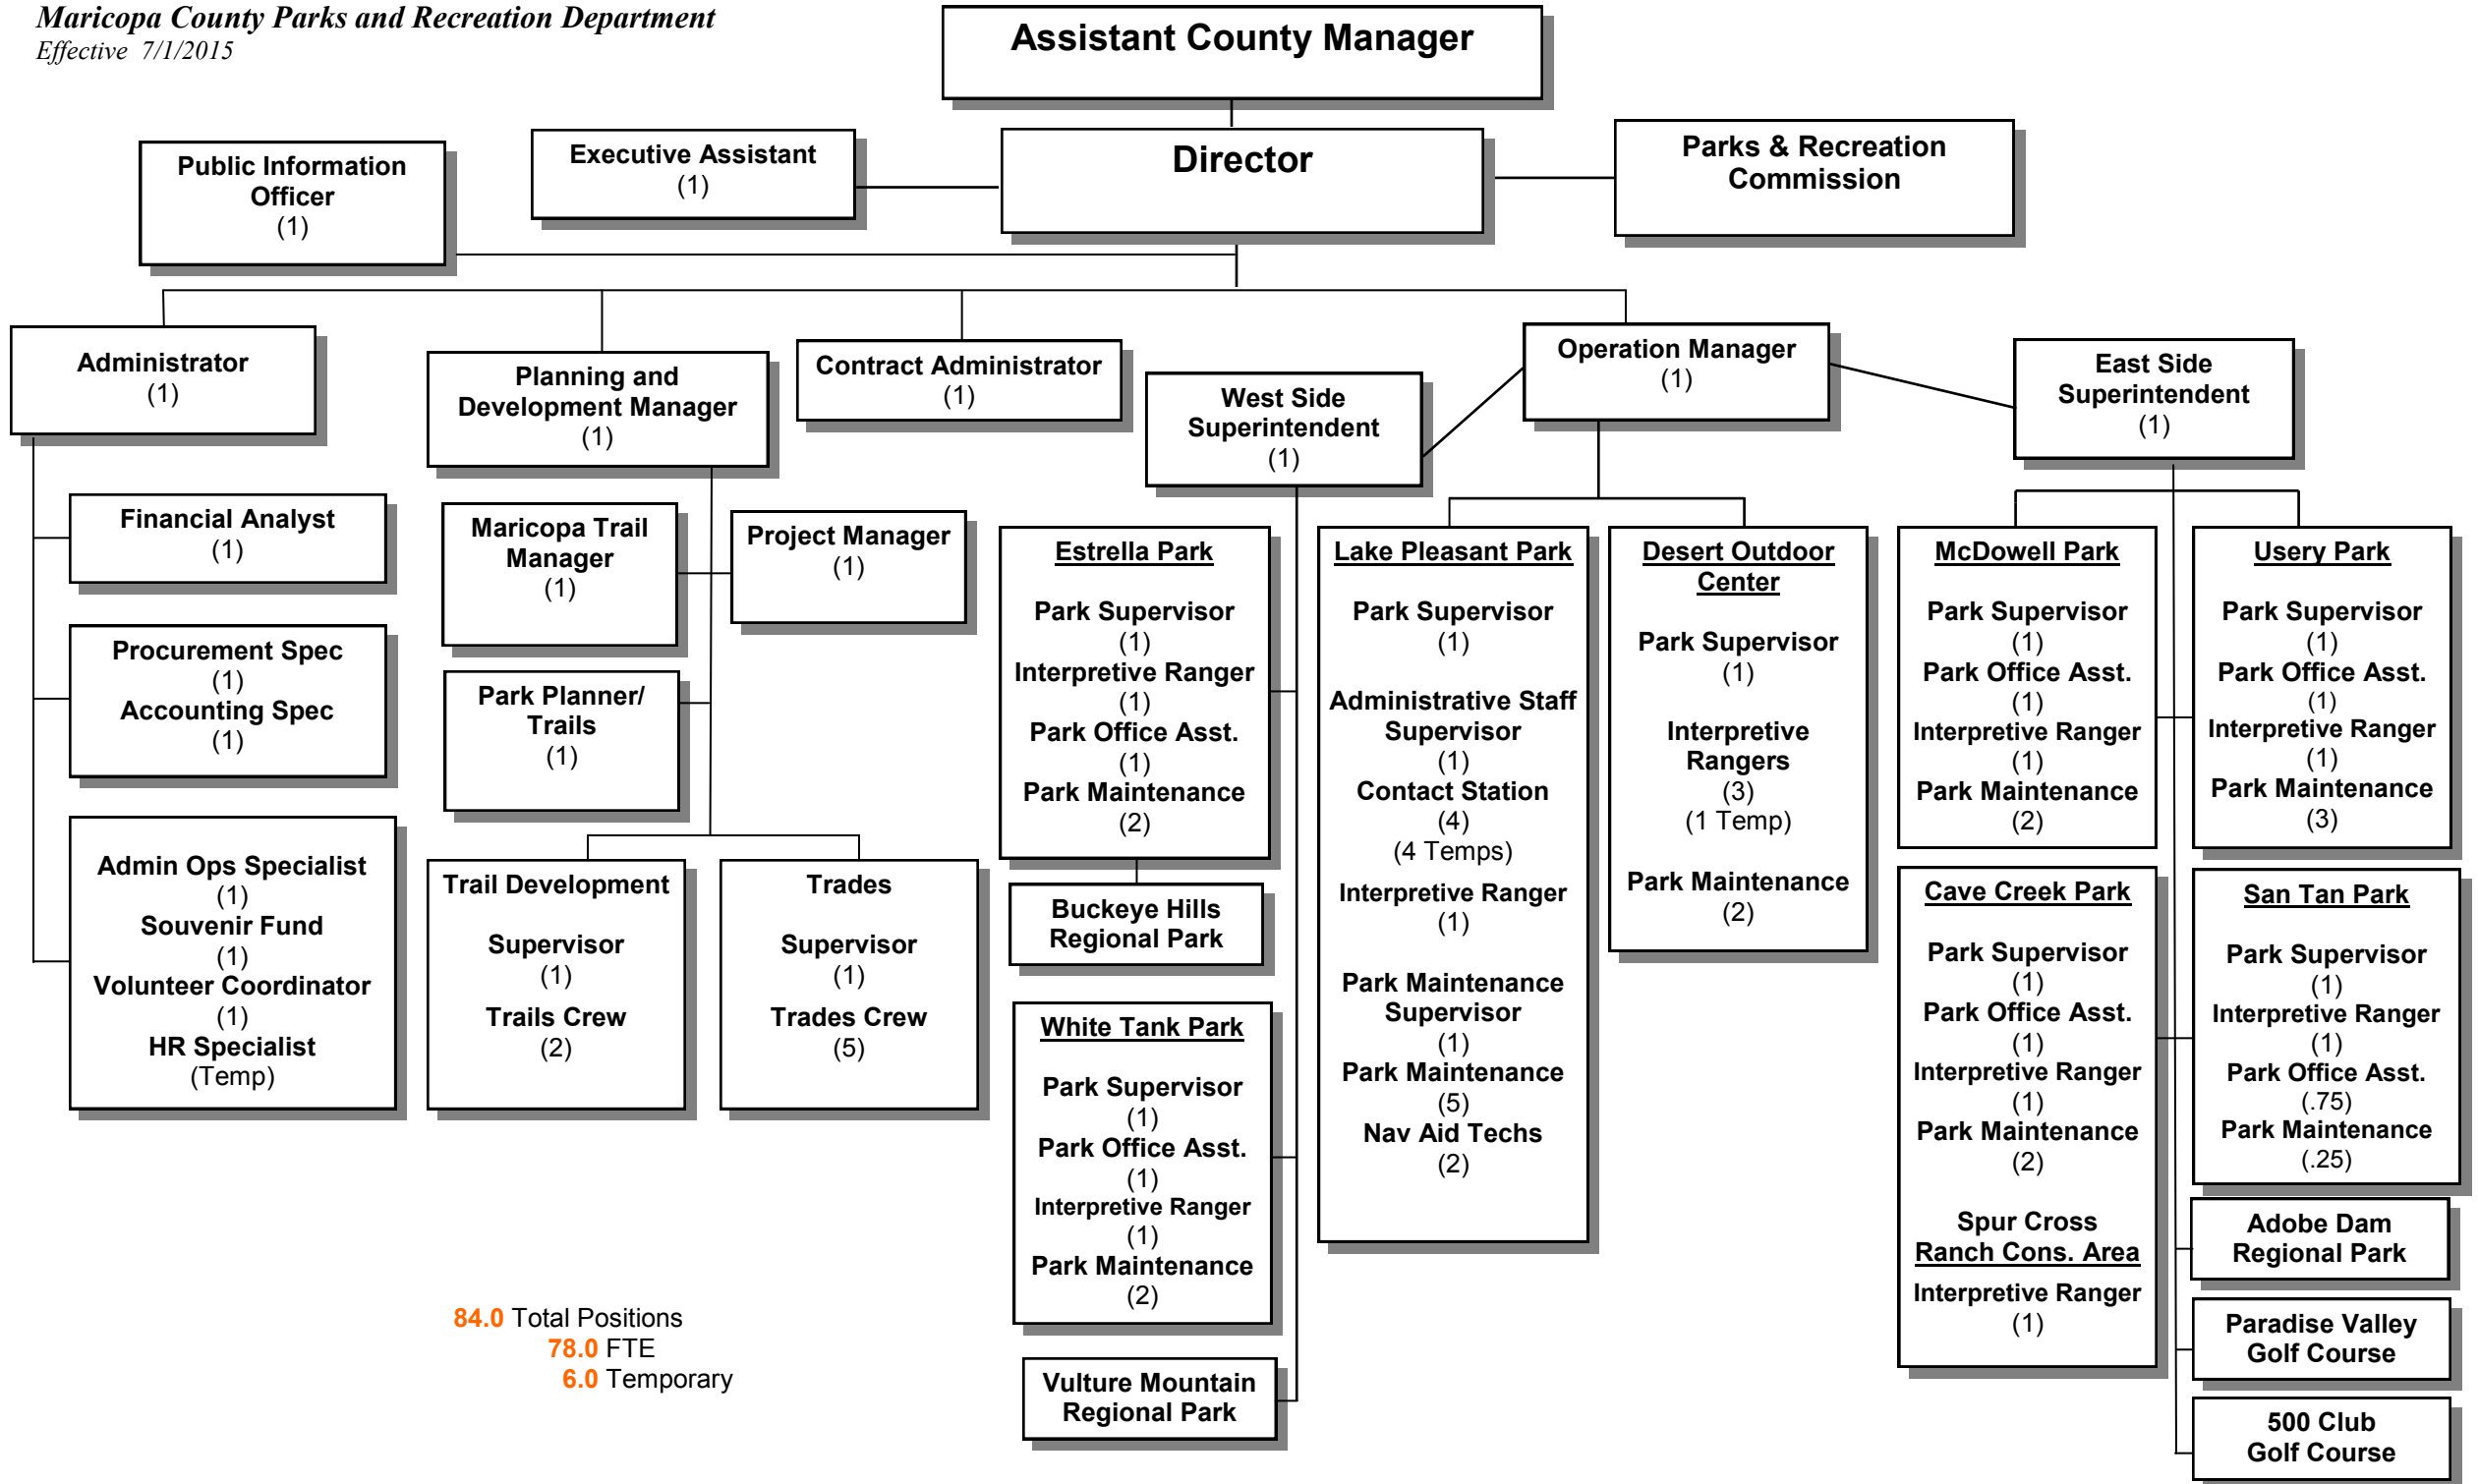 Maricopa County Parks and Recreation Department
Effective 7/1/2015
Assistant County Manager
Public Information
Officer
(1)
Executive Assistant
(1)
Director
Parks & Recreation
Commission
Administrator
(1)
Planning and
Development Manager
(1)
Contract Administrator
(1)
West Side
Superintendent
(1)
Operation Manager
(1)
East Side
Superintendent
(1)
Financial Analyst
(1)
Procurement Spec
(1)
Accounting Spec
(1)
Admin Ops Specialist
(1)
Souvenir Fund
(1)
Volunteer Coordinator
(1)
HR Specialist
(Temp)
Maricopa Trail
Manager
(1)
Project Manager
(1)
Park Planner/
Trails
(1)
Trail Development
Supervisor
(1)
Trails Crew
(2)
Trades
Supervisor
(1)
Trades Crew
(5)
Estrella Park
Park Supervisor
(1)
Interpretive Ranger
(1)
Park Office Asst.
(1)
Park Maintenance
(2)
Buckeye Hills
Regional Park
White Tank Park
Park Supervisor
(1)
Park Office Asst.
(1)
Interpretive Ranger
(1)
Park Maintenance
(2)
Vulture Mountain
Regional Park
Lake Pleasant Park
Park Supervisor
(1)
Administrative Staff
Supervisor
(1)
Contact Station
(4)
(4 Temps)
Interpretive Ranger
(1)
Park Maintenance
Supervisor
(1)
Park Maintenance
(5)
Nav Aid Techs
(2)
Desert Outdoor
Center
Park Supervisor
(1)
Interpretive
Rangers
(3)
(1 Temp)
Park Maintenance
(2)
McDowell Park
Park Supervisor
(1)
Park Office Asst.
(1)
Interpretive Ranger
(1)
Park Maintenance
(2)
Usery Park
Park Supervisor
(1)
Park Office Asst.
(1)
Interpretive Ranger
(1)
Park Maintenance
(3)
Cave Creek Park
Park Supervisor
(1)
Park Office Asst.
(1)
Interpretive Ranger
(1)
Park Maintenance
(2)
Spur Cross
Ranch Cons. Area
Interpretive Ranger
(1)
San Tan Park
Park Supervisor
(1)
Interpretive Ranger
(1)
Park Office Asst.
(.75)
Park Maintenance
(.25)
Adobe Dam
Regional Park
Paradise Valley
Golf Course
500 Club
Golf Course
84.0 Total Positions
78.0 FTE
6.0 Temporary